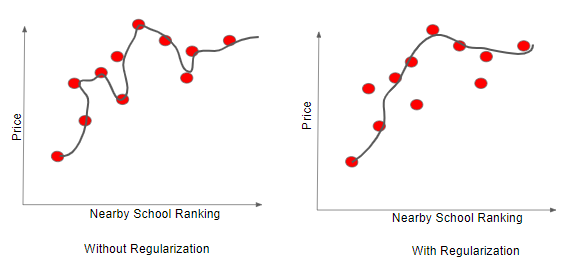 Price
Nearby School Ranking
Without Regularization
Price
Nearby School Ranking
With Regularization